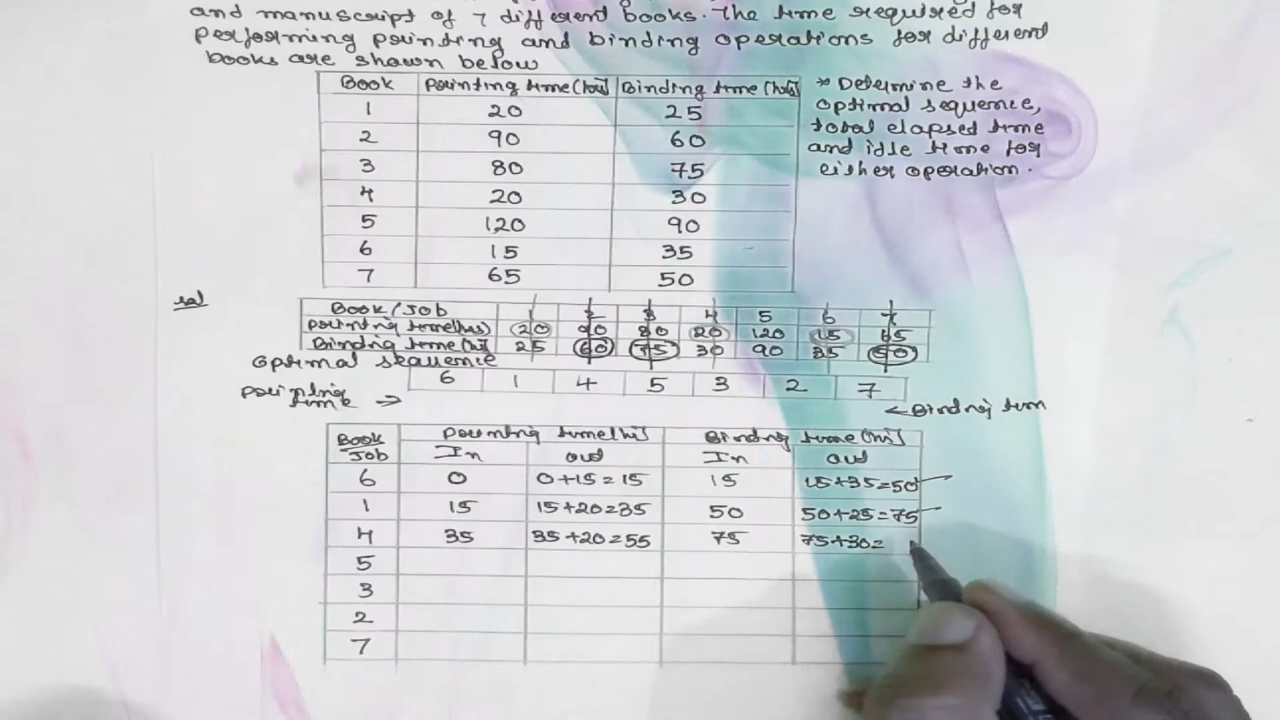 and manuscript of 7 different books. The time required for
performing printing and binding operations for different
books are shown below
Book Printing time (hrs) Binding time (hrs)
1 20 25
2 90 60
3 80 75
4 20 30
5 120 90
6 15 35
7 65 50
* Determine the
optimal sequence,
total elapsed time
and idle time for
either operation.
sol
Book/Job 1 2 3 4 5 6 7
Printing time (hrs) 20 90 80 20 120 15 65
Binding time (hr) 25 60 75 30 90 35 50
optimal sequence
6 1 4 5 3 2 7
printing
time →
← Binding time
Book
Job
Printing time (hr) Binding time (hr)
In out In out
6 0 0+15=15 15 15+35=50
1 15 15+20=35 50 50+25=75
4 35 35+20=55 75 75+30=
5
3
2
7